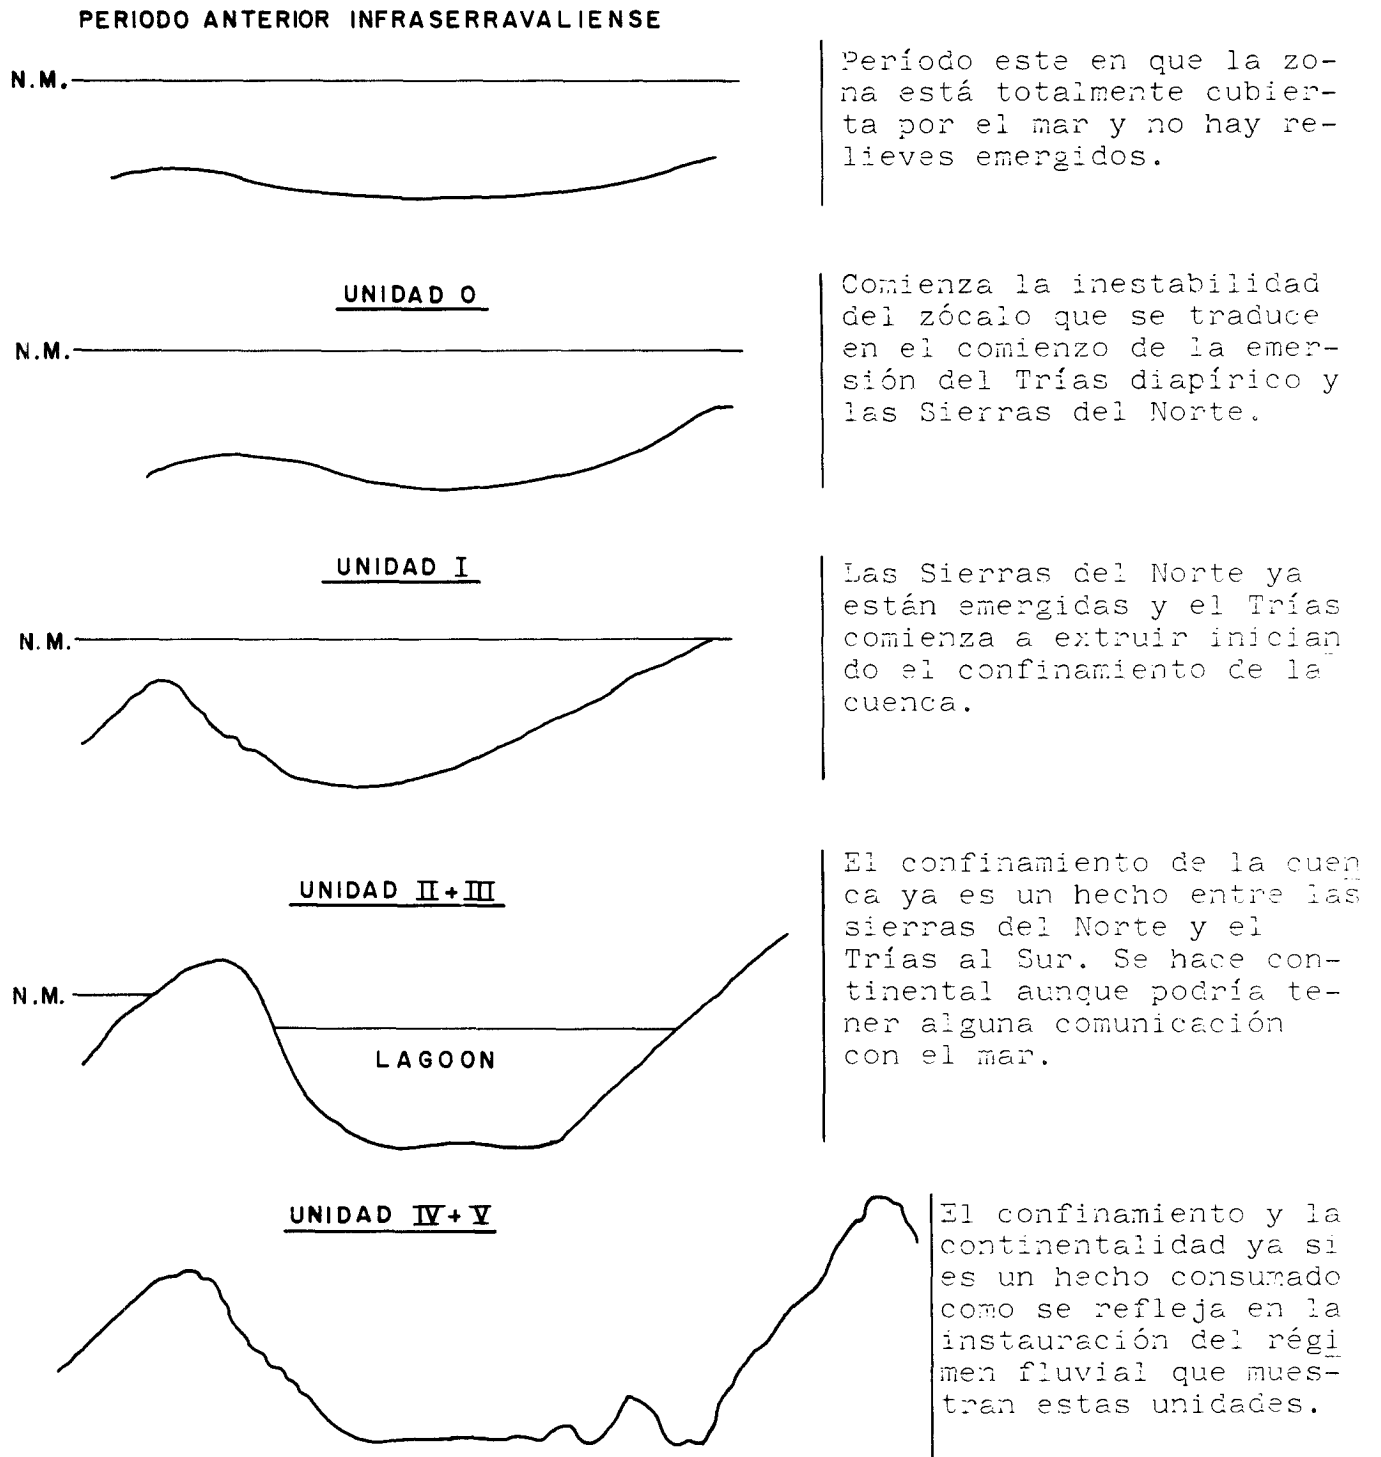 PERIODO ANTERIOR INFRASERRAVALIENSE
N.M.
Período este en que la zo-
na está totalmente cubier-
ta por el mar y no hay re-
lieves emergidos.
UNIDAD O
N.M.
Comienza la inestabilidad
del zócalo que se traduce
en el comienzo de la emer-
sión del Trías diapírico y
las Sierras del Norte.
UNIDAD I
N.M.
Las Sierras del Norte ya
están emergidas y el Trías
comienza a extruir inician
do el confinamiento de la
cuenca.
UNIDAD II+III
N.M.
LAGOON
El confinamiento de la cuen
ca ya es un hecho entre las
sierras del Norte y el
Trías al Sur. Se hace con-
tinental aunque podría te-
ner alguna comunicación
con el mar.
UNIDAD IV+V
El confinamiento y la
continentalidad ya si
es un hecho consumado
como se refleja en la
instauración del régi
men fluvial que mues-
tran estas unidades.